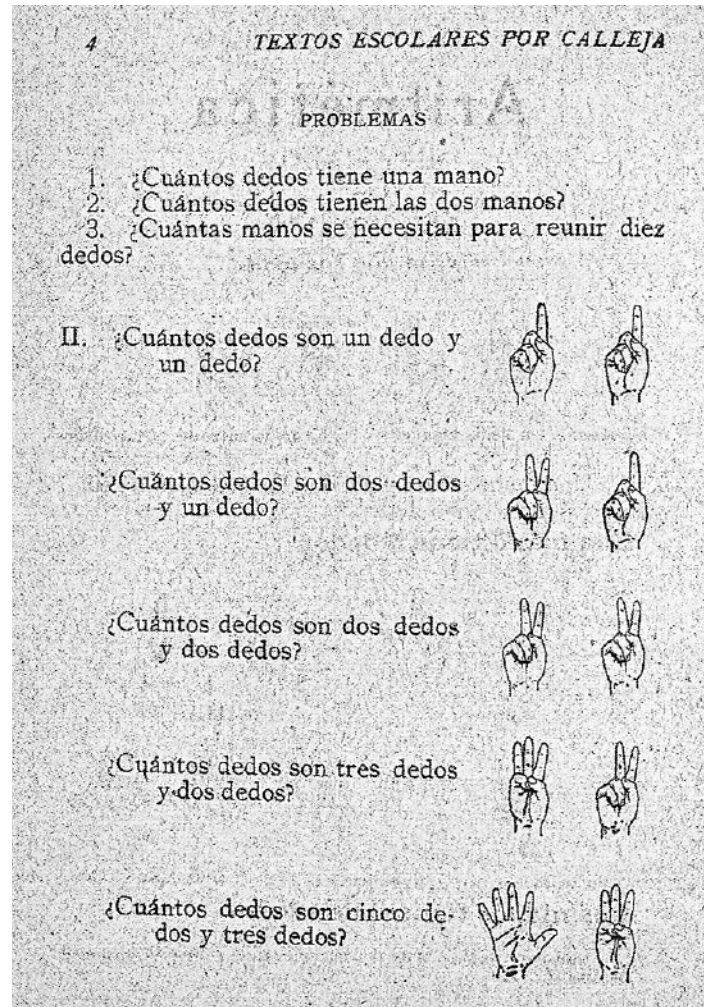 4 TEXTOS ESCOLARES POR CALLEJA
PROBLEMAS
1. ¿Cuántos dedos tiene una mano?
2. ¿Cuántos dedos tienen las dos manos?
3. ¿Cuántas manos se necesitan para reunir diez
dedos?
II. ¿Cuántos dedos son un dedo y
un dedo?
¿Cuántos dedos son dos dedos
y un dedo?
¿Cuántos dedos son dos dedos
y dos dedos?
¿Cuántos dedos son tres dedos
y dos dedos?
¿Cuántos dedos son cinco de-
dos y tres dedos?